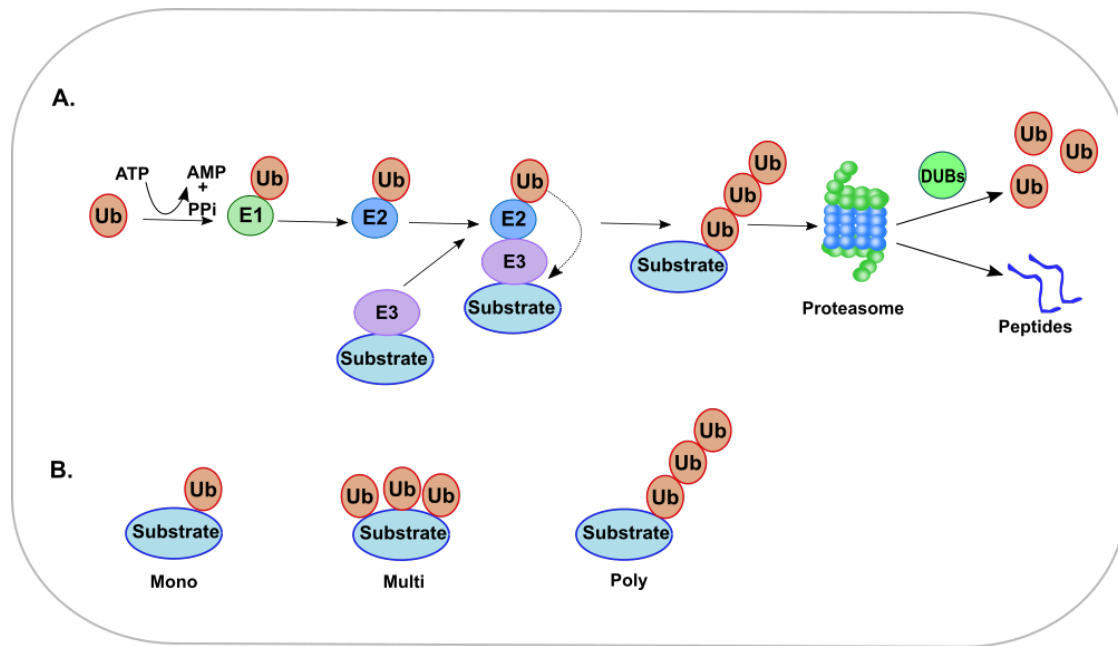 A.
ATP
AMP
+
PPi
Ub
Ub
E1
Ub
E2
Ub
E2
E3
Substrate
E3
Substrate
Ub
Ub
Ub
Substrate
Proteasome
DUBs
Ub
Ub
Ub
Peptides
B.
Ub
Substrate
Mono
Ub
Ub
Ub
Substrate
Multi
Ub
Ub
Ub
Substrate
Poly